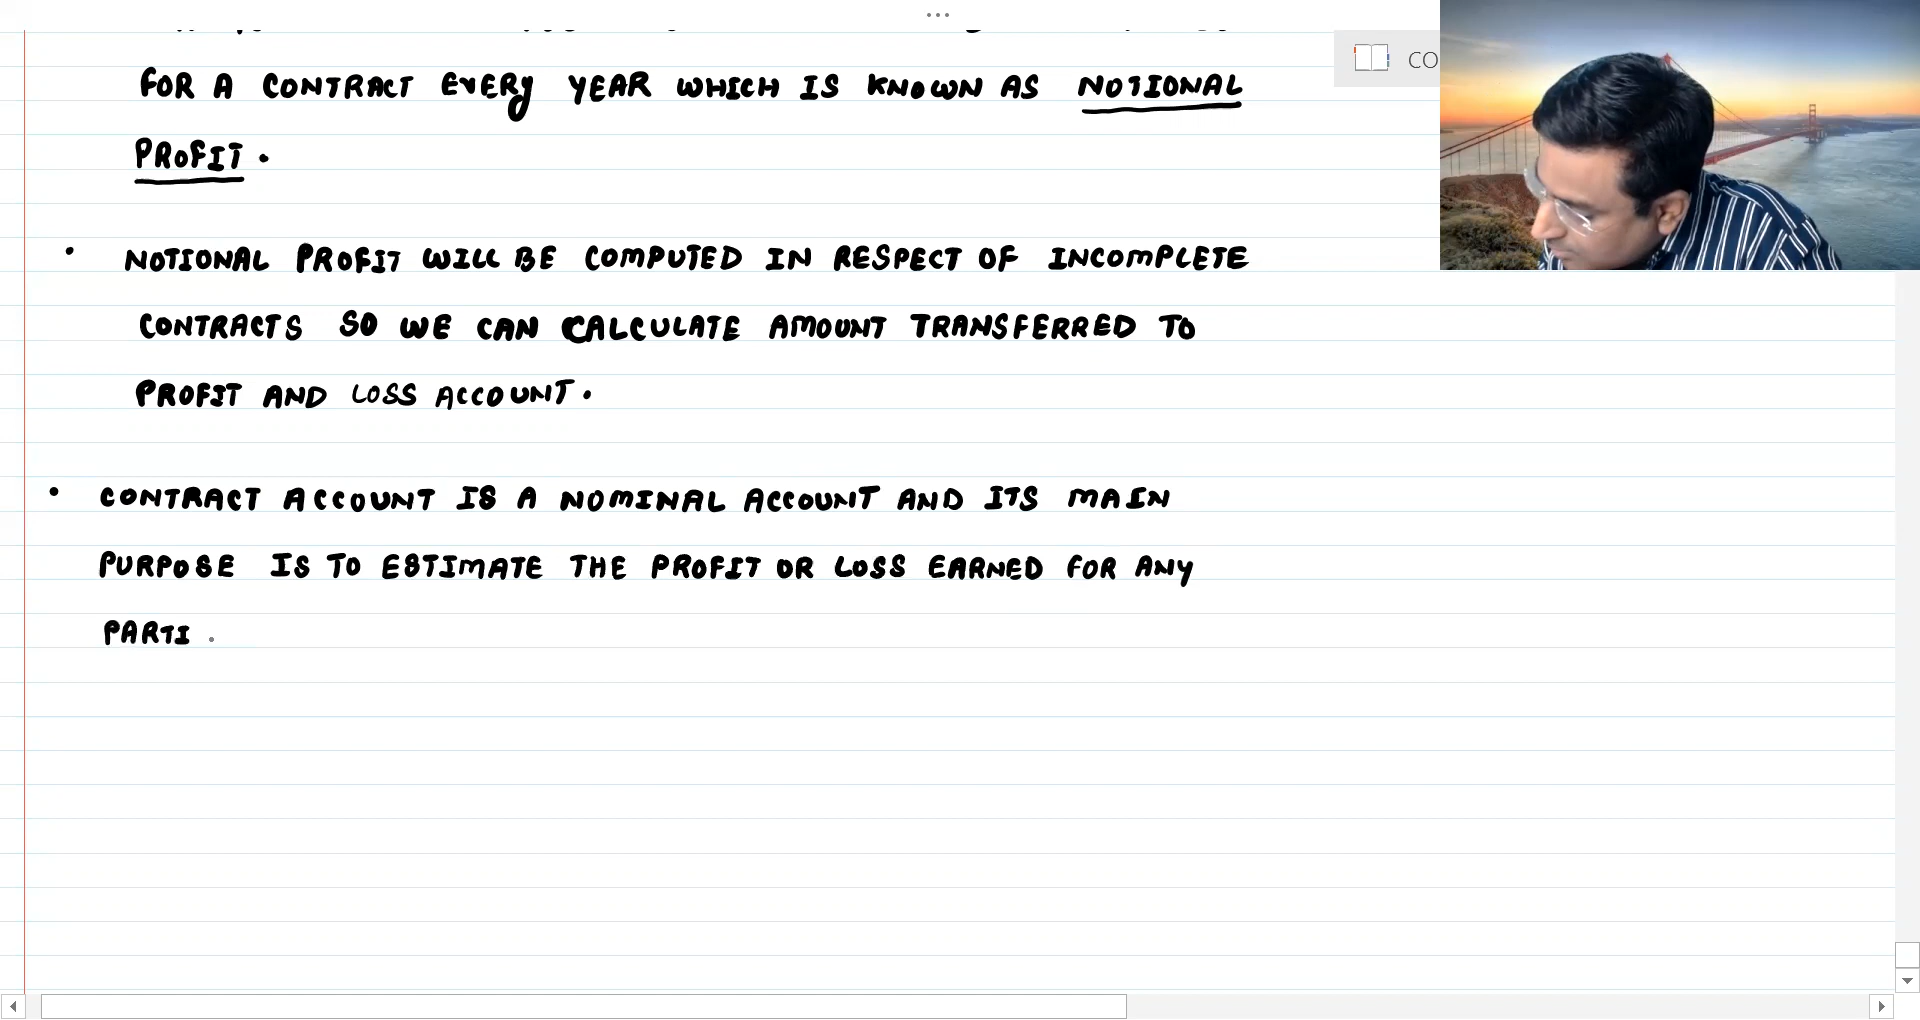 FOR A CONTRACT EVERY YEAR WHICH IS KNOWN AS NOTIONAL
PROFIT.
• NOTIONAL PROFIT WILL BE COMPUTED IN RESPECT OF INCOMPLETE
CONTRACTS SO WE CAN CALCULATE AMOUNT TRANSFERRED TO
PROFIT AND LOSS ACCOUNT.
• CONTRACT ACCOUNT IS A NOMINAL ACCOUNT AND ITS MAIN
PURPOSE IS TO ESTIMATE THE PROFIT OR LOSS EARNED FOR ANY
PARTI
CO